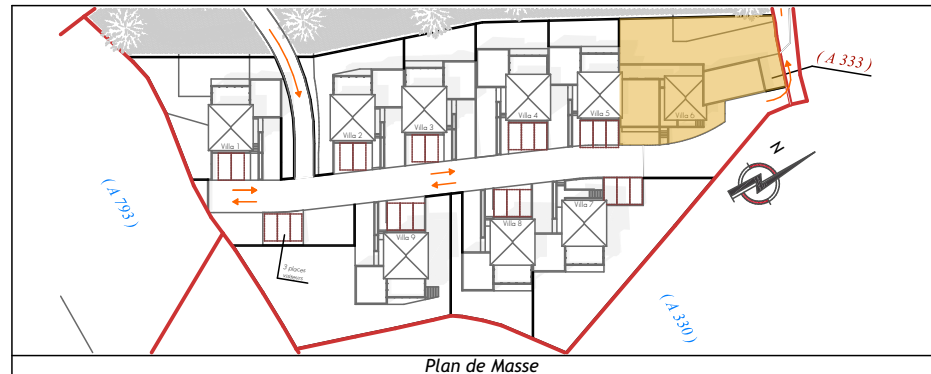 ( A 333 )
Villa 1
Villa 2
Villa 3
Villa 4
Villa 5
Villa 6
N
( A 793 )
Villa 9
Villa 8
Villa 7
3 places
visiteurs
( A 330 )
Plan de Masse